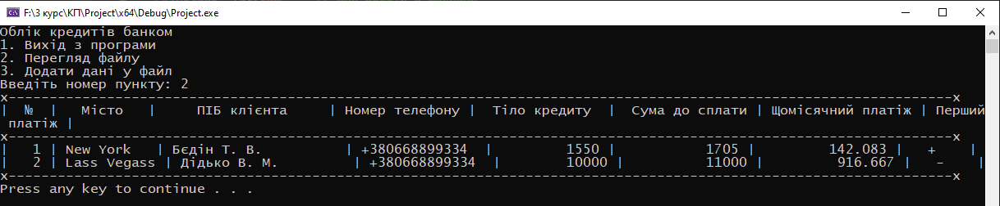 F:\3 курс\КП\Project\x64\Debug\Project.exe
Облік кредитів банком
1. Вихід з програми
2. Перегляд файлу
3. Додати дані у файл
Введіть номер пункту: 2
x-------------------------------------------------------------------------------------------------------------------x
|  №  |   Місто   |     ПІБ клієнта     | Номер телефону |  Тіло кредиту  |  Сума до сплати | Щомісячний платіж | Перший
 платіж |
x-------------------------------------------------------------------------------------------------------------------x
|   1 | New York   | Бєдін Т. В.          | +380668899334  |         1550 |           1705 |         142.083 |   +    |
|   2 | Lass Vegass | Дідько В. М.         | +380668899334  |        10000 |          11000 |         916.667 |   -    |
x-------------------------------------------------------------------------------------------------------------------x
Press any key to continue . . .